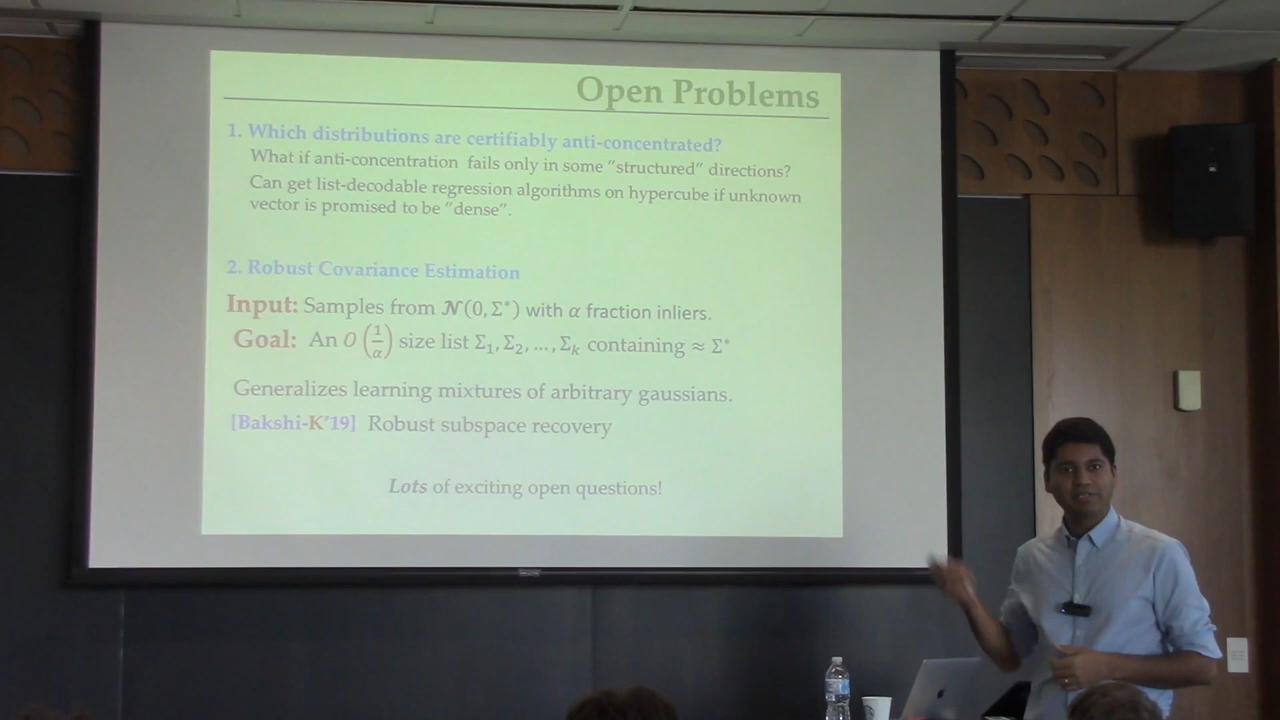 Open Problems
1. Which distributions are certifiably anti-concentrated?
What if anti-concentration fails only in some "structured" directions?
Can get list-decodable regression algorithms on hypercube if unknown
vector is promised to be "dense".
2. Robust Covariance Estimation
Input: Samples from 𝒩(0, Σ*) with α fraction inliers.
Goal: An O(1/α) size list Σ₁, Σ₂, ..., Σₖ containing ≈ Σ*
Generalizes learning mixtures of arbitrary gaussians.
[Bakshi-K'19] Robust subspace recovery
Lots of exciting open questions!